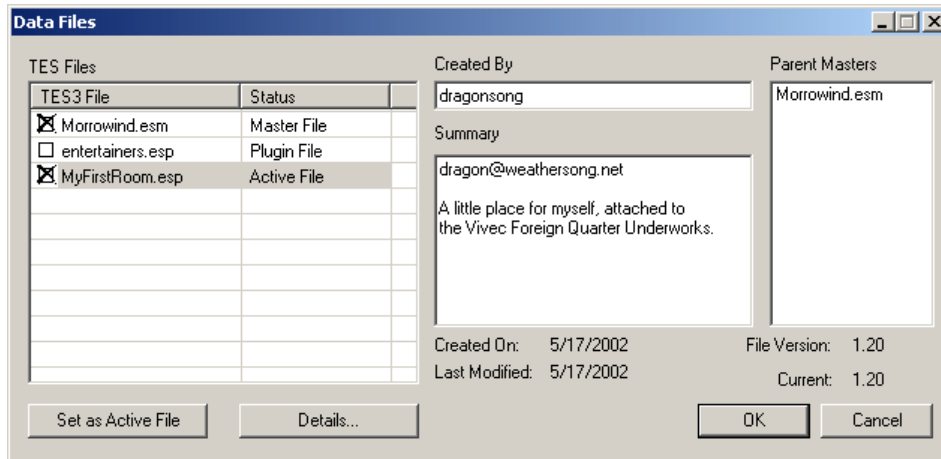 Data Files
TES Files
TES3 File Status
Morrowind.esm Master File
entertainers.esp Plugin File
MyFirstRoom.esp Active File
Set as Active File Details...
Created By
dragonsong
Summary
dragon@weathersong.net
A little place for myself, attached to
the Vivec Foreign Quarter Underworks.
Created On: 5/17/2002
Last Modified: 5/17/2002
Parent Masters
Morrowind.esm
File Version: 1.20
Current: 1.20
OK Cancel